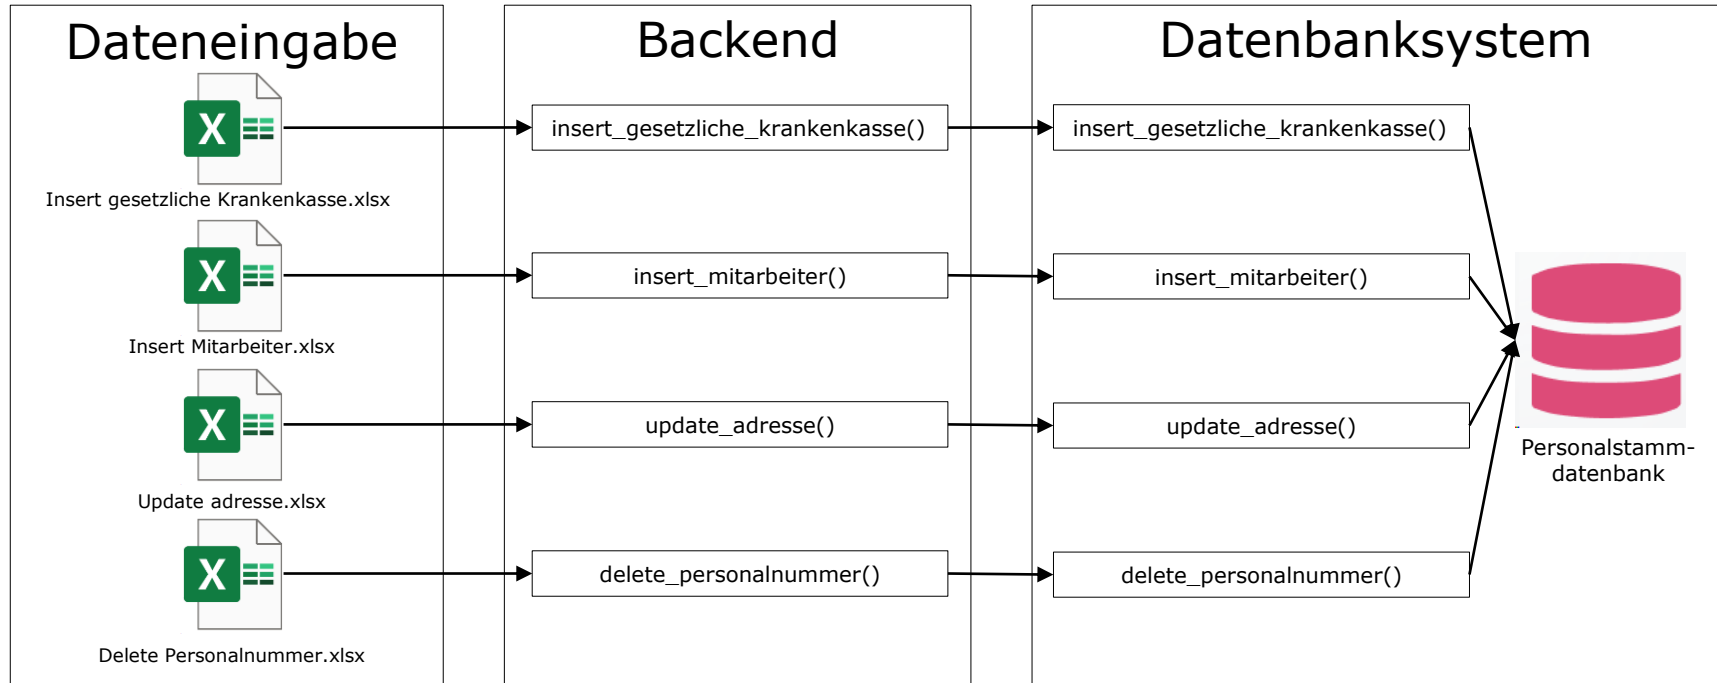 Dateneingabe
Backend
Datenbanksystem
X
insert_gesetzliche_krankenkasse()
insert_gesetzliche_krankenkasse()
Insert gesetzliche Krankenkasse.xlsx
X
insert_mitarbeiter()
insert_mitarbeiter()
Insert Mitarbeiter.xlsx
X
update_adresse()
update_adresse()
Personalstamm-
datenbank
Update adresse.xlsx
X
delete_personalnummer()
delete_personalnummer()
Delete Personalnummer.xlsx